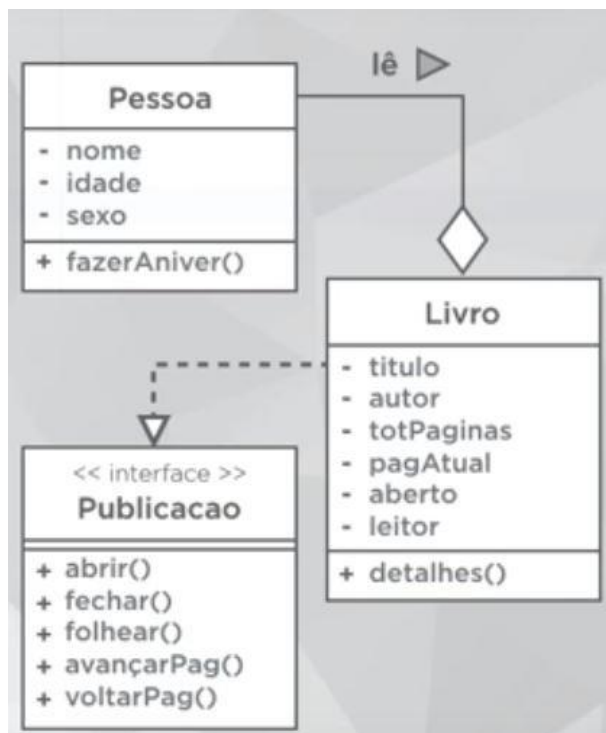 lê
Pessoa
- nome
- idade
- sexo
+ fazerAniver()
Livro
- titulo
- autor
- totPaginas
- pagAtual
- aberto
- leitor
+ detalhes()
<< interface >>
Publicacao
+ abrir()
+ fechar()
+ folhear()
+ avançarPag()
+ voltarPag()